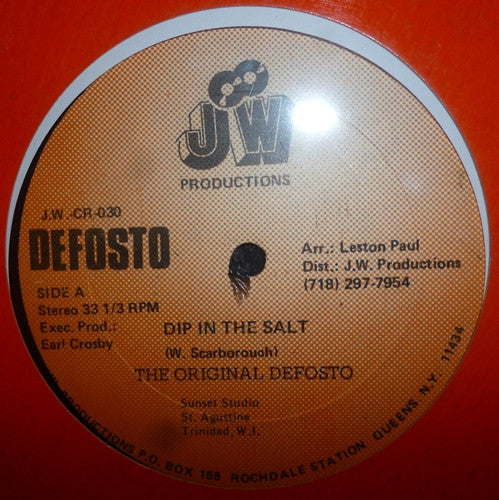 JW
PRODUCTIONS
J.W.-CR-030
DEFOSTO
Arr.: Leston Paul
Dist.: J.W. Productions
(718) 297-7954
SIDE A
Stereo 33 1/3 RPM
Exec. Prod.:
Earl Crosby
DIP IN THE SALT
(W. Scarborough)
THE ORIGINAL DEFOSTO
Sunset Studio
St. Agustine
Trinidad, W.I.
W. PRODUCTIONS P.O. BOX 156 ROCHDALE STATION QUEENS, N.Y. 11434